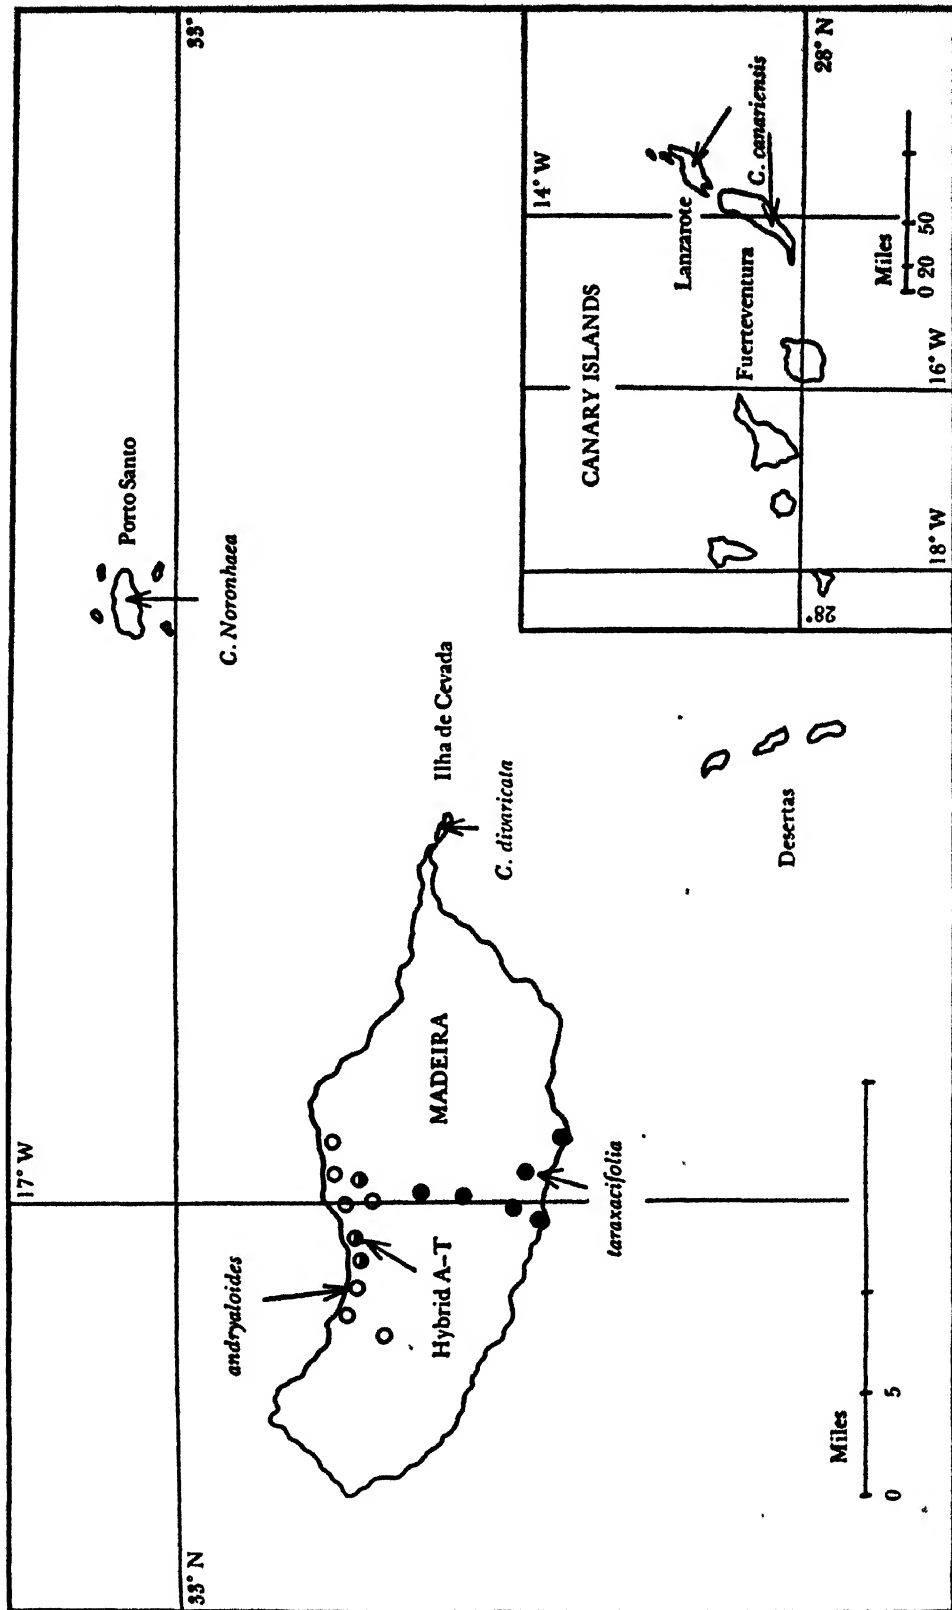 17° W
33° N
33°
Porto Santo
C. Noronhaea
andryaloides
Ilha de Cevada
C. divaricata
MADEIRA
Hybrid A–T
taraxacifolia
Desertas
Miles
0 5
CANARY ISLANDS
14° W
Lanzarote
Fuerteventura
C. canariensis
28°
28° N
18° W
16° W
Miles
0 20 50